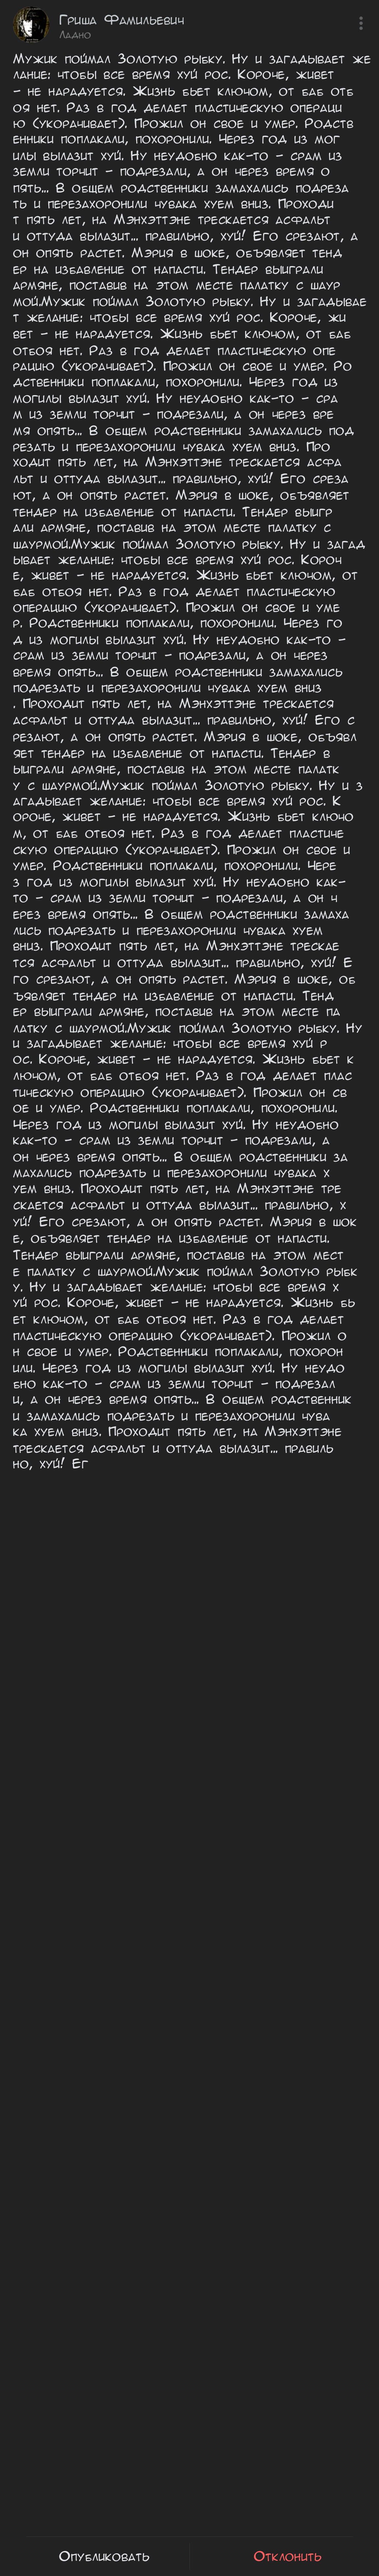 Гриша Фамильевич
Ладно
Мужик поймал Золотую рыбку. Ну и загадывает же
лание: чтобы все время хуй рос. Короче, живет
– не нарадуется. Жизнь бьет ключом, от баб отб
оя нет. Раз в год делает пластическую операци
ю (укорачивает). Прожил он свое и умер. Родств
енники поплакали, похоронили. Через год из мог
илы вылазит хуй. Ну неудобно как-то – срам из
земли торчит – подрезали, а он через время о
пять... В общем родственники замахались подреза
ть и перезахоронили чувака хуем вниз. Проходи
т пять лет, на Мэнхэттэне трескается асфальт
и оттуда вылазит... правильно, хуй! Его срезают, а
он опять растет. Мэрия в шоке, объявляет тенд
ер на избавление от напасти. Тендер выиграли
армяне, поставив на этом месте палатку с шаур
мой.Мужик поймал Золотую рыбку. Ну и загадывае
т желание: чтобы все время хуй рос. Короче, жи
вет – не нарадуется. Жизнь бьет ключом, от баб
отбоя нет. Раз в год делает пластическую опе
рацию (укорачивает). Прожил он свое и умер. Ро
дственники поплакали, похоронили. Через год из
могилы вылазит хуй. Ну неудобно как-то – сра
м из земли торчит – подрезали, а он через вре
мя опять... В общем родственники замахались под
резать и перезахоронили чувака хуем вниз. Про
ходит пять лет, на Мэнхэттэне трескается асфа
льт и оттуда вылазит... правильно, хуй! Его среза
ют, а он опять растет. Мэрия в шоке, объявляет
тендер на избавление от напасти. Тендер выигр
али армяне, поставив на этом месте палатку с
шаурмой.Мужик поймал Золотую рыбку. Ну и загад
ывает желание: чтобы все время хуй рос. Короч
е, живет – не нарадуется. Жизнь бьет ключом, от
баб отбоя нет. Раз в год делает пластическую
операцию (укорачивает). Прожил он свое и уме
р. Родственники поплакали, похоронили. Через го
д из могилы вылазит хуй. Ну неудобно как-то –
срам из земли торчит – подрезали, а он через
время опять... В общем родственники замахались
подрезать и перезахоронили чувака хуем вниз
. Проходит пять лет, на Мэнхэттэне трескается
асфальт и оттуда вылазит... правильно, хуй! Его с
резают, а он опять растет. Мэрия в шоке, объявл
яет тендер на избавление от напасти. Тендер в
ыиграли армяне, поставив на этом месте палатк
у с шаурмой.Мужик поймал Золотую рыбку. Ну и з
агадывает желание: чтобы все время хуй рос. К
ороче, живет – не нарадуется. Жизнь бьет ключо
м, от баб отбоя нет. Раз в год делает пластиче
скую операцию (укорачивает). Прожил он свое и
умер. Родственники поплакали, похоронили. Чере
з год из могилы вылазит хуй. Ну неудобно как-
то – срам из земли торчит – подрезали, а он ч
ерез время опять... В общем родственники замаха
лись подрезать и перезахоронили чувака хуем
вниз. Проходит пять лет, на Мэнхэттэне трескае
тся асфальт и оттуда вылазит... правильно, хуй! Е
го срезают, а он опять растет. Мэрия в шоке, об
ъявляет тендер на избавление от напасти. Тенд
ер выиграли армяне, поставив на этом месте па
латку с шаурмой.Мужик поймал Золотую рыбку. Ну
и загадывает желание: чтобы все время хуй р
ос. Короче, живет – не нарадуется. Жизнь бьет к
лючом, от баб отбоя нет. Раз в год делает плас
тическую операцию (укорачивает). Прожил он св
ое и умер. Родственники поплакали, похоронили.
Через год из могилы вылазит хуй. Ну неудобно
как-то – срам из земли торчит – подрезали, а
он через время опять... В общем родственники за
махались подрезать и перезахоронили чувака х
уем вниз. Проходит пять лет, на Мэнхэттэне тре
скается асфальт и оттуда вылазит... правильно, х
уй! Его срезают, а он опять растет. Мэрия в шок
е, объявляет тендер на избавление от напасти.
Тендер выиграли армяне, поставив на этом мест
е палатку с шаурмой.Мужик поймал Золотую рыбк
у. Ну и загадывает желание: чтобы все время х
уй рос. Короче, живет – не нарадуется. Жизнь бь
ет ключом, от баб отбоя нет. Раз в год делает
пластическую операцию (укорачивает). Прожил о
н свое и умер. Родственники поплакали, похорон
или. Через год из могилы вылазит хуй. Ну неудо
бно как-то – срам из земли торчит – подрезал
и, а он через время опять... В общем родственник
и замахались подрезать и перезахоронили чува
ка хуем вниз. Проходит пять лет, на Мэнхэттэне
трескается асфальт и оттуда вылазит... правиль
но, хуй! Ег
Опубликовать
Отклонить